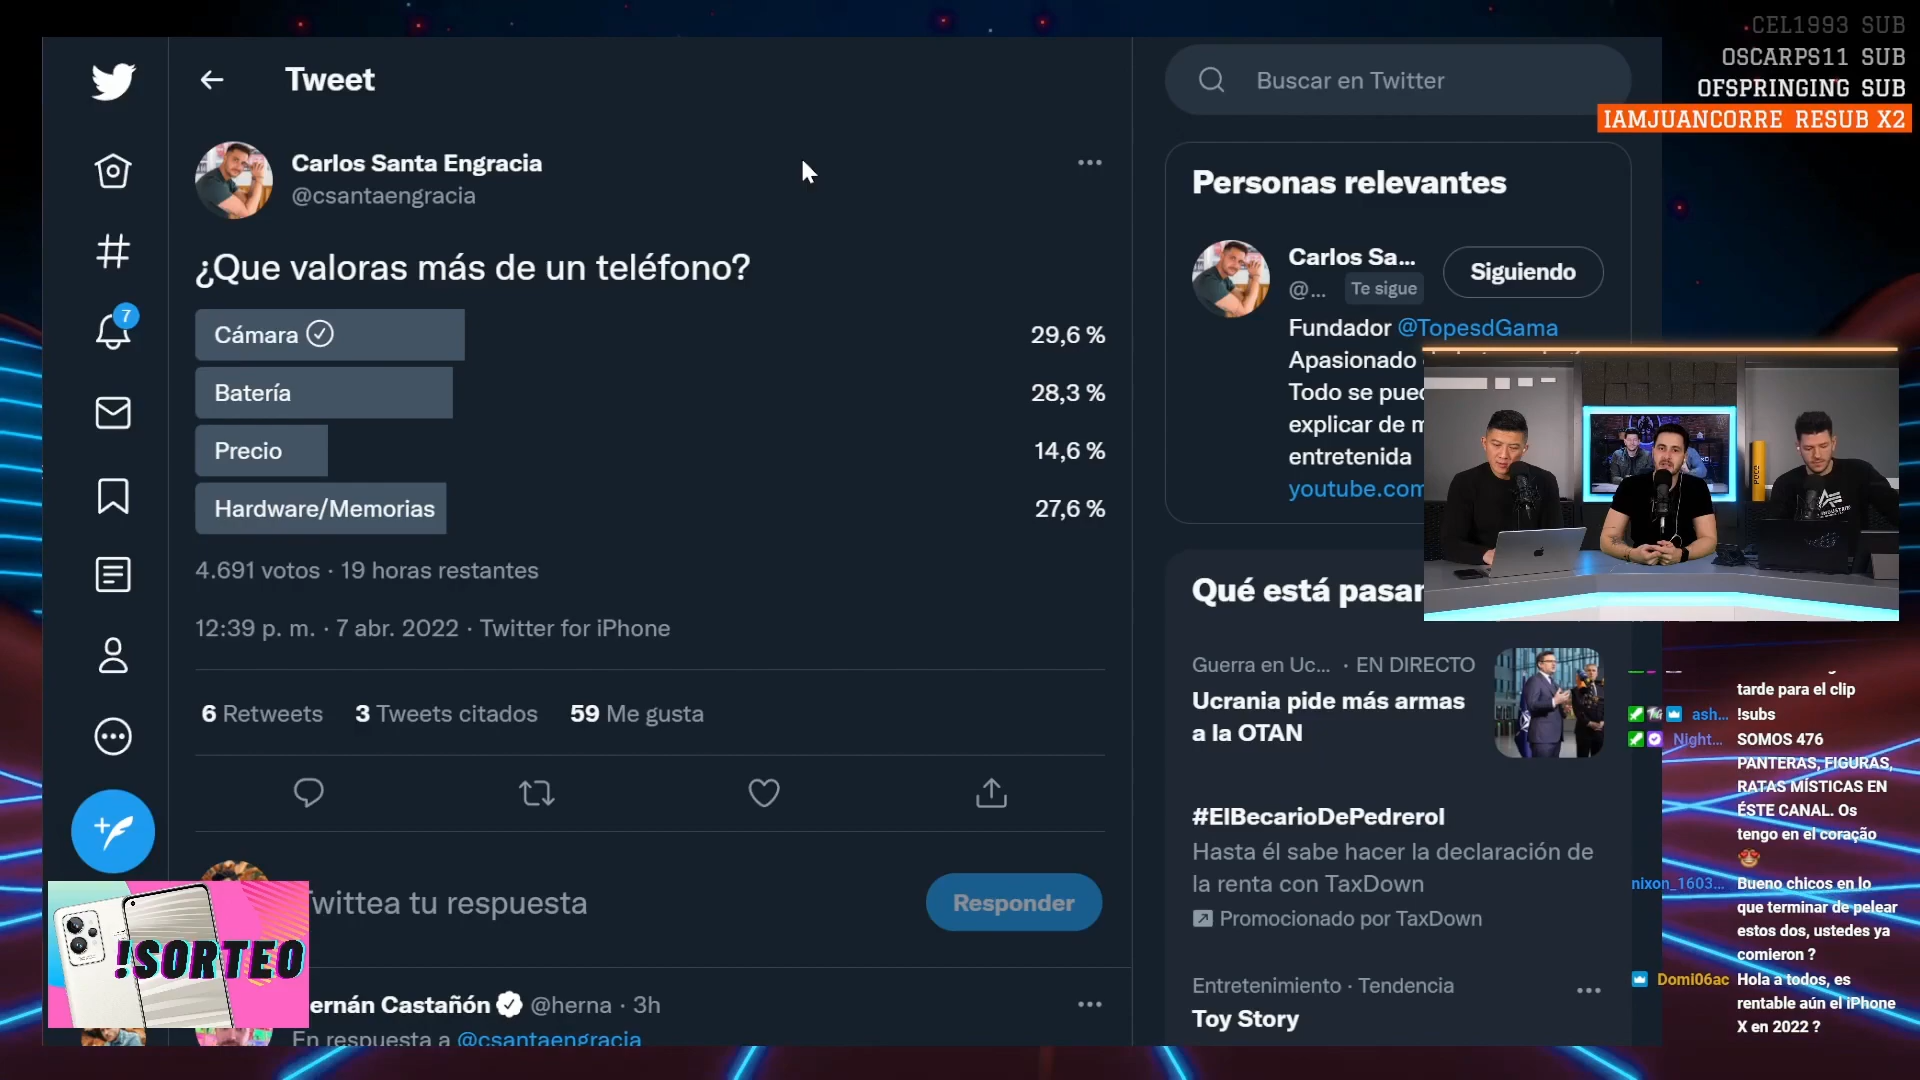 CEL1993 SUB
OSCARPS11 SUB
OFSPRINGING SUB
IAMJUANCORRE RESUB X2
Tweet
Buscar en Twitter
Carlos Santa Engracia
@csantaengracia
¿Que valoras más de un teléfono?
Cámara 29,6 %
Batería 28,3 %
Precio 14,6 %
Hardware/Memorias 27,6 %
4.691 votos · 19 horas restantes
12:39 p. m. · 7 abr. 2022 · Twitter for iPhone
6 Retweets 3 Tweets citados 59 Me gusta
7
Twittea tu respuesta
Responder
!SORTEO
ernán Castañón @herna · 3h
En respuesta a @csantaengracia
Personas relevantes
Carlos Sa...
@... Te sigue
Siguiendo
Fundador @TopesdGama
Apasionado
Todo se pued
explicar de m
entretenida
youtube.com
POCO
Qué está pasan
Guerra en Uc... · EN DIRECTO
Ucrania pide más armas
a la OTAN
#ElBecarioDePedrerol
Hasta él sabe hacer la declaración de
la renta con TaxDown
Promocionado por TaxDown
Entretenimiento · Tendencia
Toy Story
tarde para el clip
ash... !subs
Night... SOMOS 476
PANTERAS, FIGURAS,
RATAS MÍSTICAS EN
ÉSTE CANAL. Os
tengo en el coração
nixon_1603... Bueno chicos en lo
que terminar de pelear
estos dos, ustedes ya
comieron ?
Domi06ac Hola a todos, es
rentable aún el iPhone
X en 2022 ?